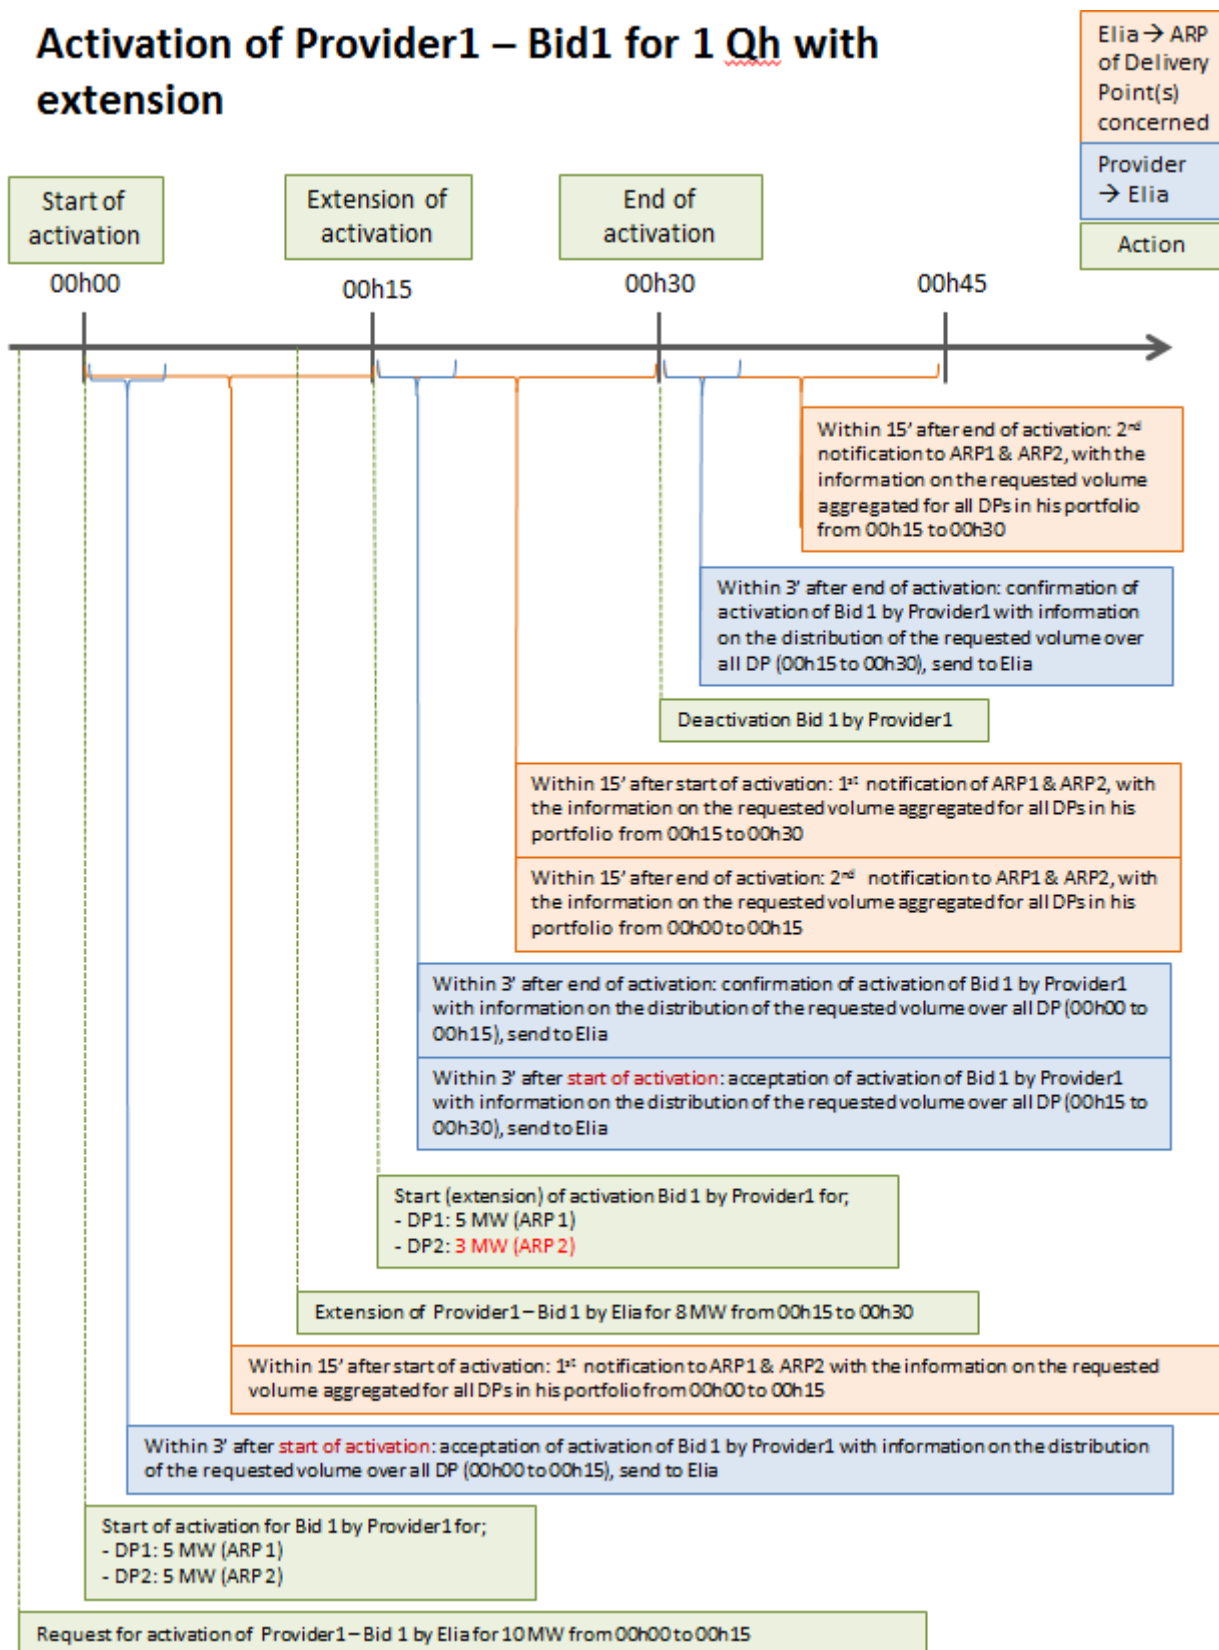 Activation of Provider1 – Bid1 for 1 Qh with
extension
Elia → ARP
of Delivery
Point(s)
concerned
Provider
→ Elia
Action
Start of
activation
Extension of
activation
End of
activation
00h00
00h15
00h30
00h45
Within 15’ after end of activation: 2nd
notification to ARP1 & ARP2, with the
information on the requested volume
aggregated for all DPs in his portfolio
from 00h15 to 00h30
Within 3’ after end of activation: confirmation of
activation of Bid 1 by Provider1 with information
on the distribution of the requested volume over
all DP (00h15 to 00h30), send to Elia
Deactivation Bid 1 by Provider1
Within 15’ after start of activation: 1st notification of ARP1 & ARP2, with
the information on the requested volume aggregated for all DPs in his
portfolio from 00h15 to 00h30
Within 15’ after end of activation: 2nd notification to ARP1 & ARP2, with
the information on the requested volume aggregated for all DPs in his
portfolio from 00h00 to 00h15
Within 3’ after end of activation: confirmation of activation of Bid 1 by Provider1
with information on the distribution of the requested volume over all DP (00h00 to
00h15), send to Elia
Within 3’ after start of activation: acceptation of activation of Bid 1 by Provider1
with information on the distribution of the requested volume over all DP (00h15 to
00h30), send to Elia
Start (extension) of activation Bid 1 by Provider1 for;
- DP1: 5 MW (ARP 1)
- DP2: 3 MW (ARP 2)
Extension of Provider1 – Bid 1 by Elia for 8 MW from 00h15 to 00h30
Within 15’ after start of activation: 1st notification to ARP1 & ARP2 with the information on the requested
volume aggregated for all DPs in his portfolio from 00h00 to 00h15
Within 3’ after start of activation: acceptation of activation of Bid 1 by Provider1 with information on the distribution
of the requested volume over all DP (00h00 to 00h15), send to Elia
Start of activation for Bid 1 by Provider1 for;
- DP1: 5 MW (ARP 1)
- DP2: 5 MW (ARP 2)
Request for activation of Provider1 – Bid 1 by Elia for 10 MW from 00h00 to 00h15